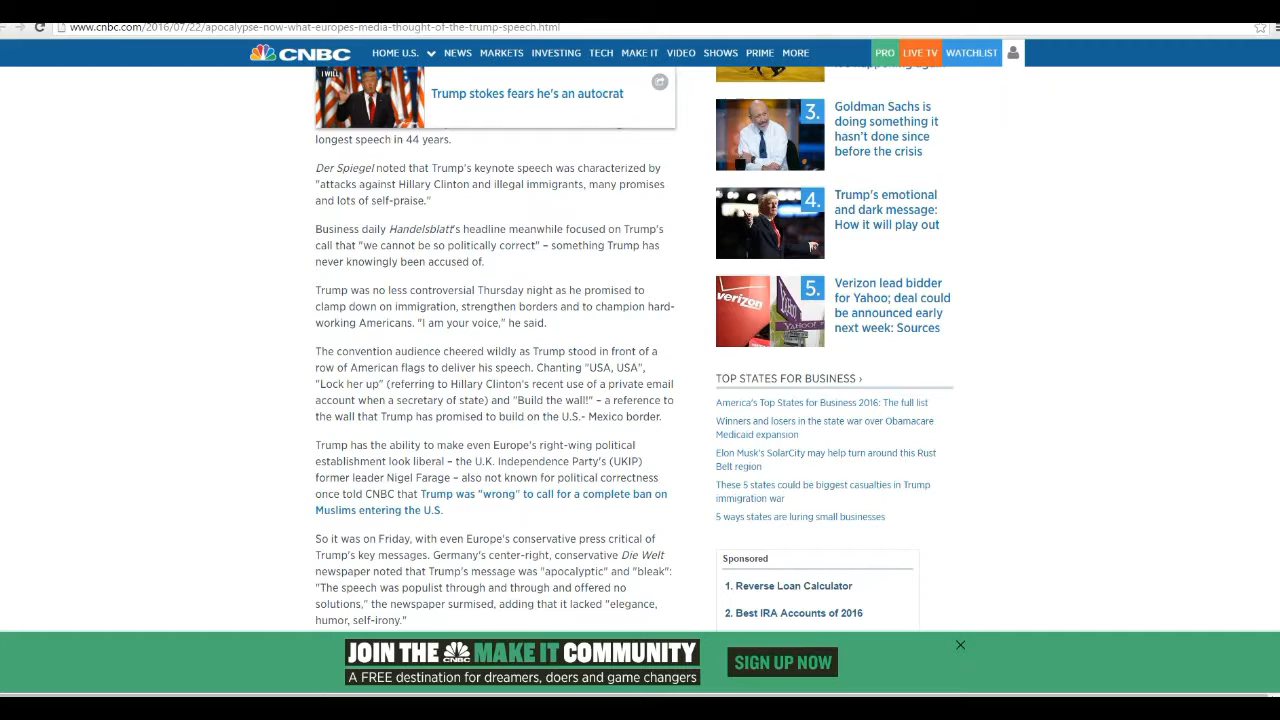 www.cnbc.com/2016/07/22/apocalypse-now-what-europes-media-thought-of-the-trump-speech.html
CNBC
HOME U.S. NEWS MARKETS INVESTING TECH MAKE IT VIDEO SHOWS PRIME MORE PRO LIVE TV WATCHLIST
I WILL
Trump stokes fears he's an autocrat
longest speech in 44 years.
Der Spiegel noted that Trump's keynote speech was characterized by
"attacks against Hillary Clinton and illegal immigrants, many promises
and lots of self-praise."
Business daily Handelsblatt's headline meanwhile focused on Trump's
call that "we cannot be so politically correct" – something Trump has
never knowingly been accused of.
Trump was no less controversial Thursday night as he promised to
clamp down on immigration, strengthen borders and to champion hard-
working Americans. "I am your voice," he said.
The convention audience cheered wildly as Trump stood in front of a
row of American flags to deliver his speech. Chanting "USA, USA",
"Lock her up" (referring to Hillary Clinton's recent use of a private email
account when a secretary of state) and "Build the wall!" – a reference to
the wall that Trump has promised to build on the U.S.- Mexico border.
Trump has the ability to make even Europe's right-wing political
establishment look liberal – the U.K. Independence Party's (UKIP)
former leader Nigel Farage – also not known for political correctness
once told CNBC that Trump was "wrong" to call for a complete ban on
Muslims entering the U.S.
So it was on Friday, with even Europe's conservative press critical of
Trump's key messages. Germany's center-right, conservative Die Welt
newspaper noted that Trump's message was "apocalyptic" and "bleak":
"The speech was populist through and through and offered no
solutions," the newspaper surmised, adding that it lacked "elegance,
humor, self-irony."
3.
Goldman Sachs is
doing something it
hasn't done since
before the crisis
4.
Trump's emotional
and dark message:
How it will play out
5.
verizon
YAHOO!
Verizon lead bidder
for Yahoo; deal could
be announced early
next week: Sources
TOP STATES FOR BUSINESS ›
America's Top States for Business 2016: The full list
Winners and losers in the state war over Obamacare
Medicaid expansion
Elon Musk's SolarCity may help turn around this Rust
Belt region
These 5 states could be biggest casualties in Trump
immigration war
5 ways states are luring small businesses
Sponsored
1. Reverse Loan Calculator
2. Best IRA Accounts of 2016
JOIN THE CNBC MAKE IT COMMUNITY
A FREE destination for dreamers, doers and game changers
SIGN UP NOW